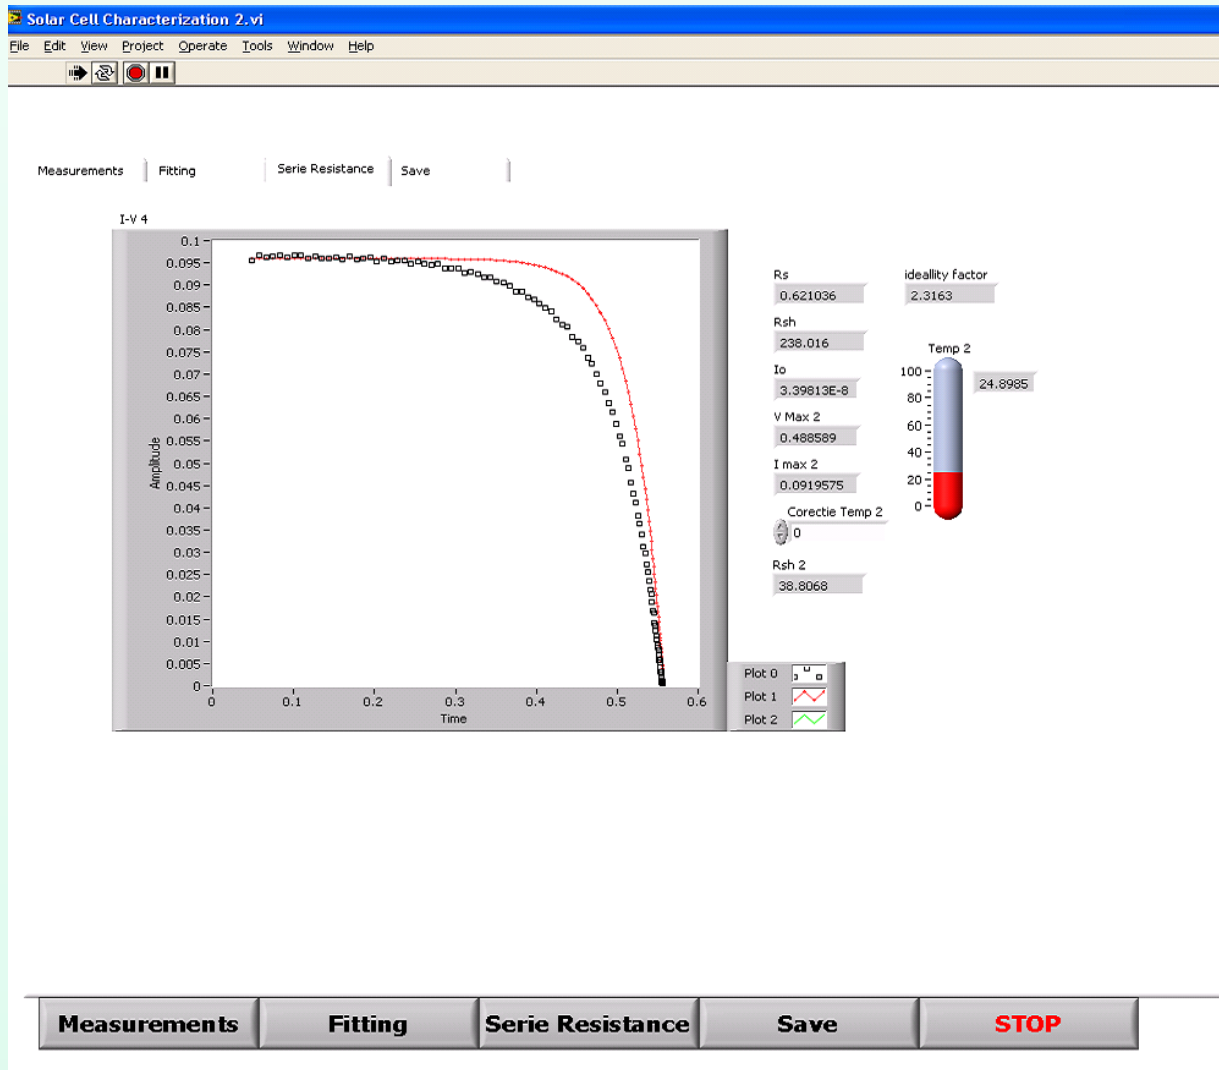 Solar Cell Characterization 2.vi
File Edit View Project Operate Tools Window Help
Measurements Fitting Serie Resistance Save
I-V 4
0.1
0.095
0.09
0.085
0.08
0.075
0.07
0.065
0.06
0.055
0.05
0.045
0.04
0.035
0.03
0.025
0.02
0.015
0.01
0.005
0
Amplitude
0 0.1 0.2 0.3 0.4 0.5 0.6
Time
Plot 0
Plot 1
Plot 2
Rs
0.621036
Rsh
238.016
Io
3.39813E-8
V Max 2
0.488589
I max 2
0.0919575
Corectie Temp 2
0
Rsh 2
38.8068
ideallity factor
2.3163
Temp 2
100
80
60
40
20
0
24.8985
Measurements Fitting Serie Resistance Save STOP